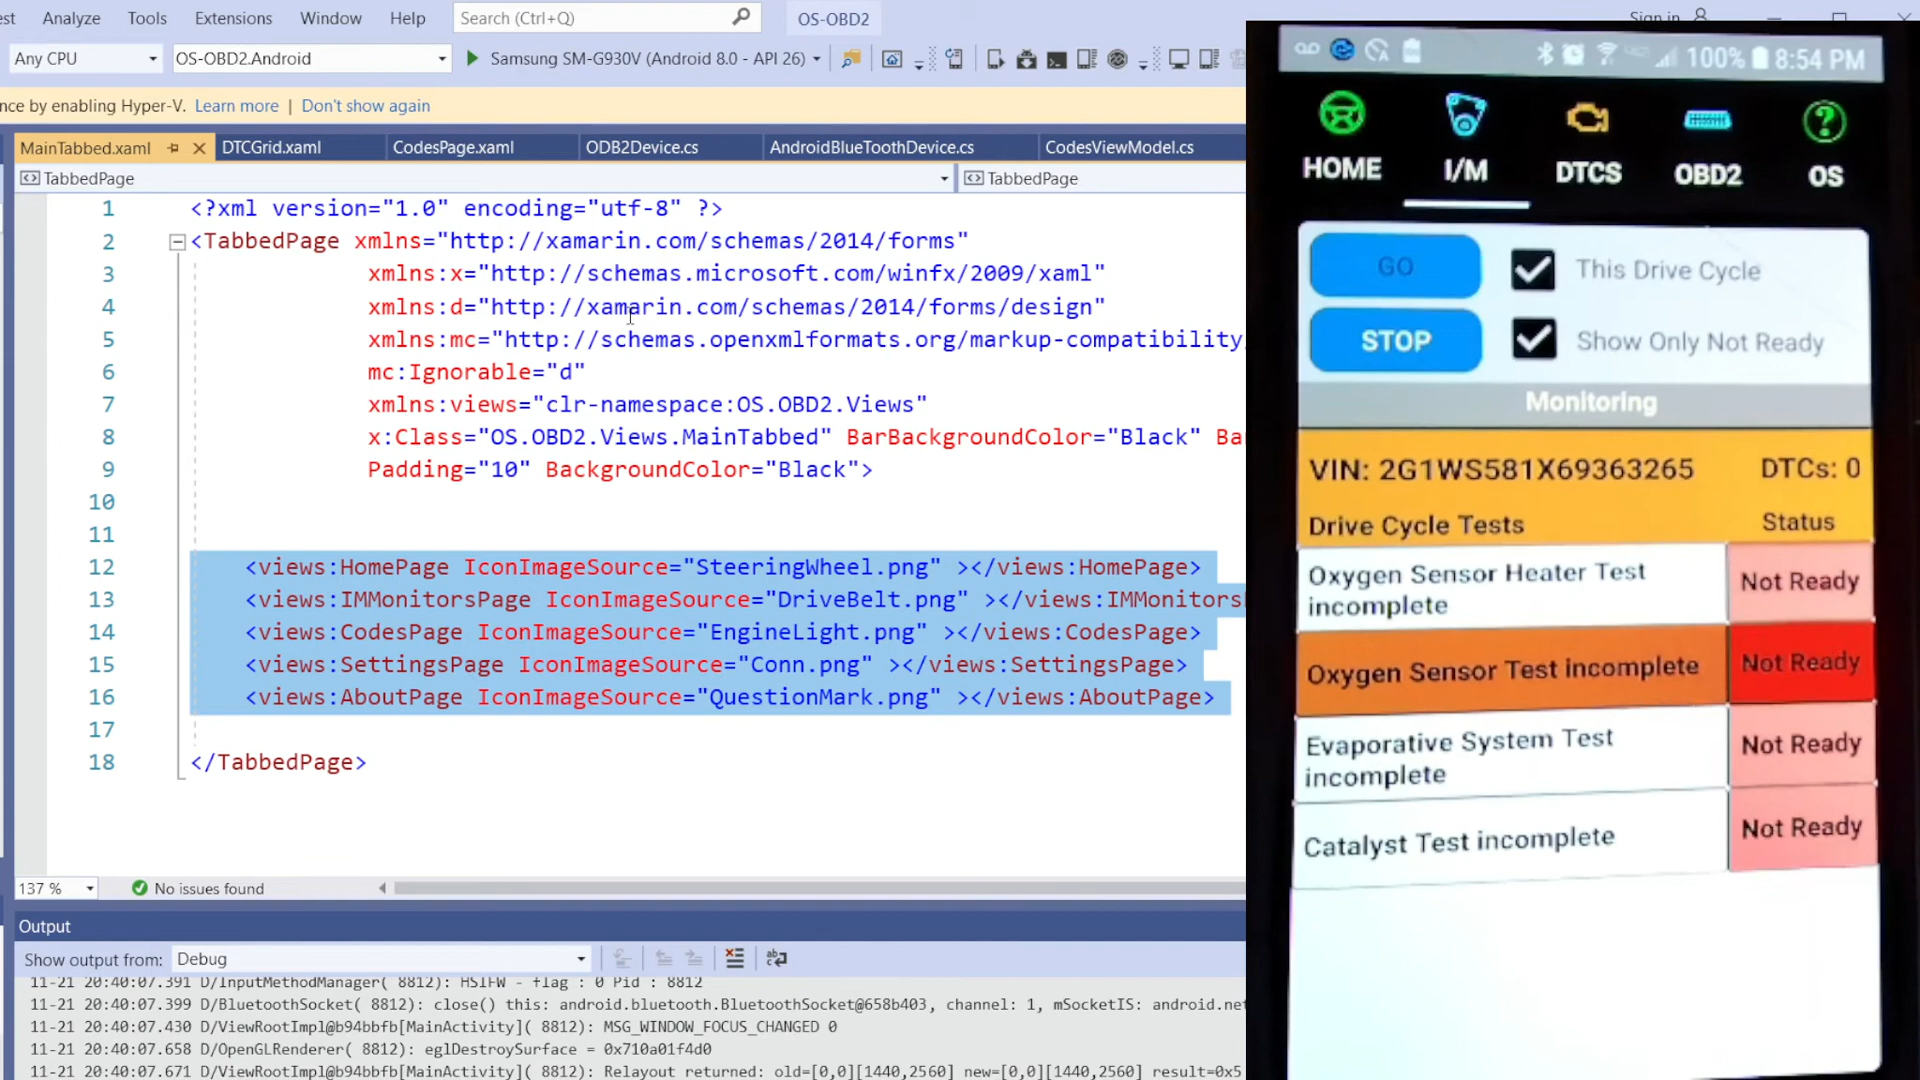 est Analyze Tools Extensions Window Help Search (Ctrl+Q) OS-OBD2
Any CPU OS-OBD2.Android Samsung SM-G930V (Android 8.0 - API 26)
nce by enabling Hyper-V. Learn more | Don't show again
MainTabbed.xaml DTCGrid.xaml CodesPage.xaml ODB2Device.cs AndroidBlueToothDevice.cs CodesViewModel.cs
TabbedPage TabbedPage
1 <?xml version="1.0" encoding="utf-8" ?>
2 <TabbedPage xmlns="http://xamarin.com/schemas/2014/forms"
3 xmlns:x="http://schemas.microsoft.com/winfx/2009/xaml"
4 xmlns:d="http://xamarin.com/schemas/2014/forms/design"
5 xmlns:mc="http://schemas.openxmlformats.org/markup-compatibility/
6 mc:Ignorable="d"
7 xmlns:views="clr-namespace:OS.OBD2.Views"
8 x:Class="OS.OBD2.Views.MainTabbed" BarBackgroundColor="Black" Ba
9 Padding="10" BackgroundColor="Black">
10
11
12 <views:HomePage IconImageSource="SteeringWheel.png" ></views:HomePage>
13 <views:IMMonitorsPage IconImageSource="DriveBelt.png" ></views:IMMonitors
14 <views:CodesPage IconImageSource="EngineLight.png" ></views:CodesPage>
15 <views:SettingsPage IconImageSource="Conn.png" ></views:SettingsPage>
16 <views:AboutPage IconImageSource="QuestionMark.png" ></views:AboutPage>
17
18 </TabbedPage>
137 % No issues found
Output
Show output from: Debug
11-21 20:40:07.391 D/InputMethodManager( 8812): HSIFW - flag : 0 Pid : 8812
11-21 20:40:07.399 D/BluetoothSocket( 8812): close() this: android.bluetooth.BluetoothSocket@658b403, channel: 1, mSocketIS: android.net
11-21 20:40:07.430 D/ViewRootImpl@b94bbfb[MainActivity]( 8812): MSG_WINDOW_FOCUS_CHANGED 0
11-21 20:40:07.658 D/OpenGLRenderer( 8812): eglDestroySurface = 0x710a01f4d0
11-21 20:40:07.671 D/ViewRootImpl@b94bbfb[MainActivity]( 8812): Relayout returned: old=[0,0][1440,2560] new=[0,0][1440,2560] result=0x5
Sign in
100% 8:54 PM
HOME I/M DTCS OBD2 OS
GO This Drive Cycle
STOP Show Only Not Ready
Monitoring
VIN: 2G1WS581X69363265 DTCs: 0
Drive Cycle Tests Status
Oxygen Sensor Heater Test
incomplete Not Ready
Oxygen Sensor Test incomplete Not Ready
Evaporative System Test
incomplete Not Ready
Catalyst Test incomplete Not Ready